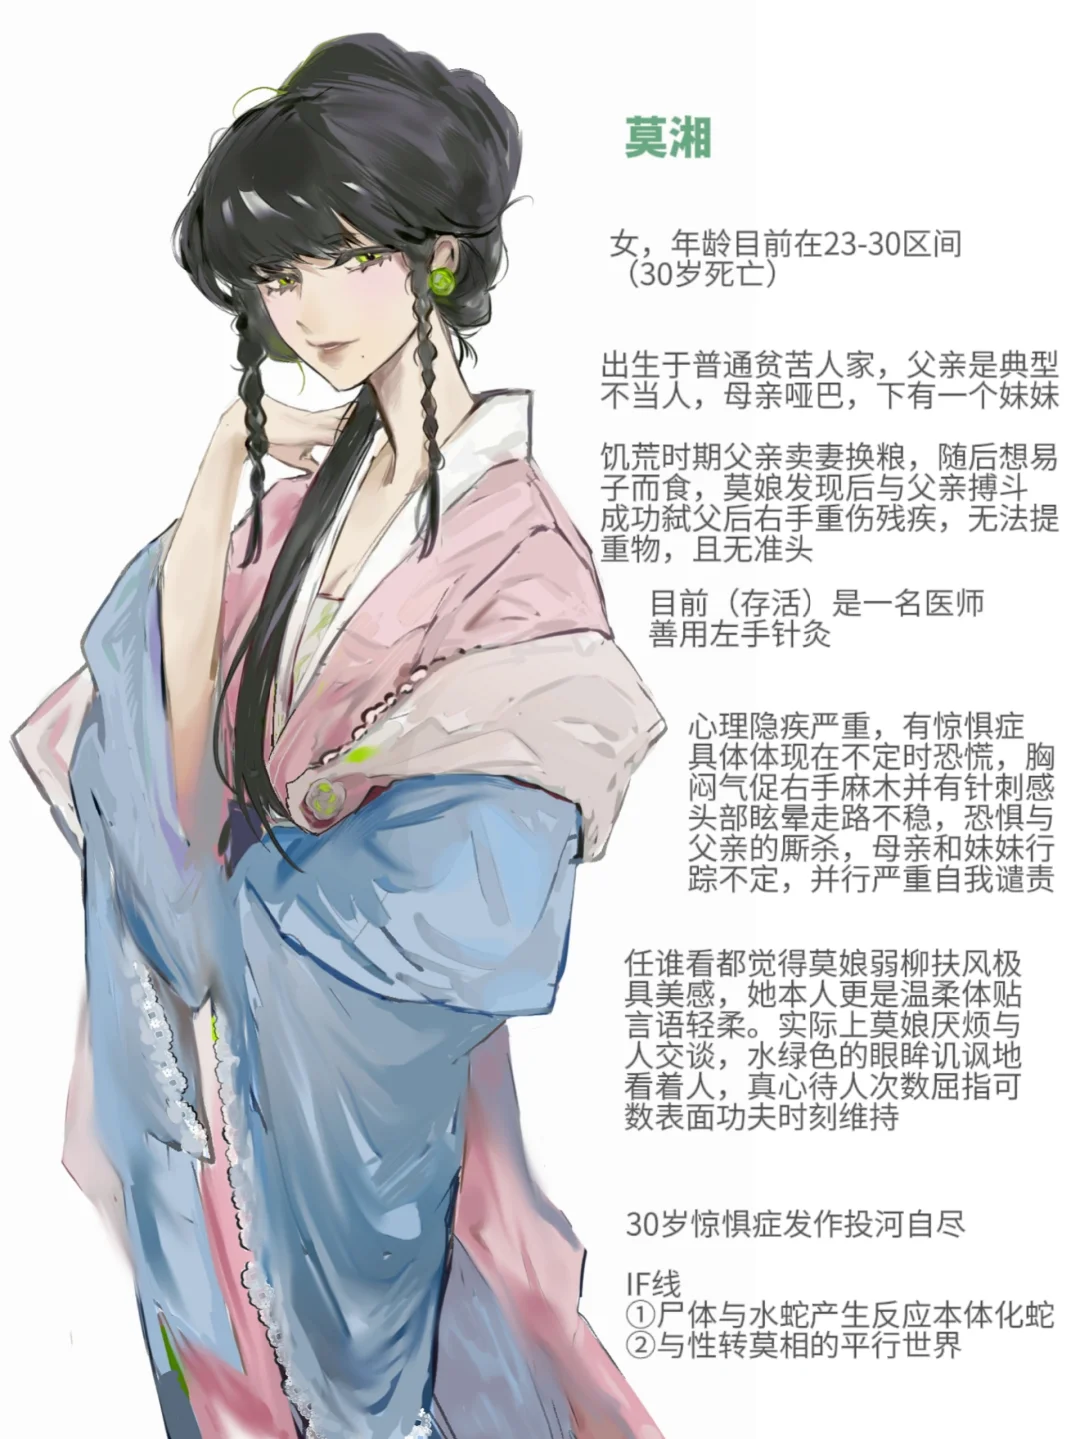 莫湘
女，年龄目前在23-30区间
（30岁死亡）
出生于普通贫苦人家，父亲是典型
不当人，母亲哑巴，下有一个妹妹
饥荒时期父亲卖妻换粮，随后想易
子而食，莫娘发现后与父亲搏斗
成功弑父后右手重伤残疾，无法提
重物，且无准头
目前（存活）是一名医师
善用左手针灸
心理隐疾严重，有惊惧症
具体体现在不定时恐慌，胸
闷气促右手麻木并有针刺感
头部眩晕走路不稳，恐惧与
父亲的厮杀，母亲和妹妹行
踪不定，并行严重自我谴责
任谁看都觉得莫娘弱柳扶风极
具美感，她本人更是温柔体贴
言语轻柔。实际上莫娘厌烦与
人交谈，水绿色的眼眸讥讽地
看着人，真心待人次数屈指可
数表面功夫时刻维持
30岁惊惧症发作投河自尽
IF线
①尸体与水蛇产生反应本体化蛇
②与性转莫相的平行世界